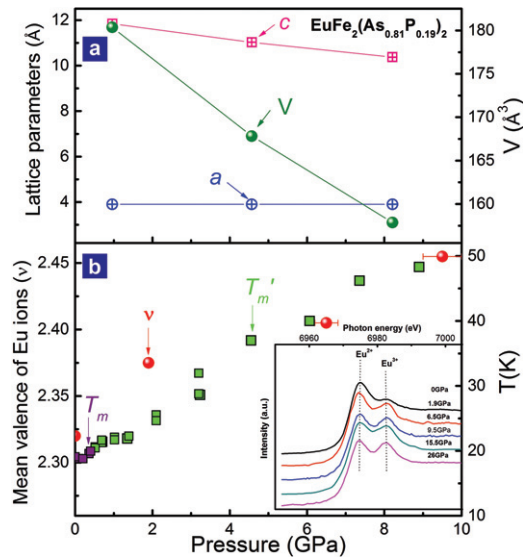 EuFe2(As0.81P0.19)2
a
c
V
a
Lattice parameters (Å)
12
10
8
6
4
V (Å3)
180
175
170
165
160
b
ν
Tm'
Tm
Mean valence of Eu ions (ν)
2.45
2.40
2.35
2.30
T(K)
50
40
30
20
10
Photon energy (eV)
6960 6980 7000
Eu2+ Eu3+
Intensity (a.u.)
0GPa
1.9GPa
6.5GPa
9.5GPa
15.5GPa
26GPa
0 2 4 6 8 10
Pressure (GPa)